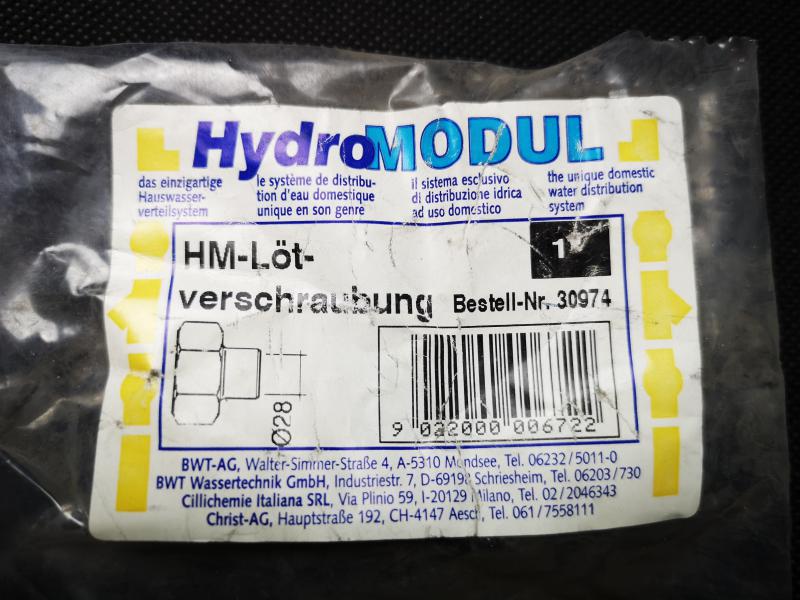 HydroMODUL
das einzigartige
Hauswasser-
verteilsystem
le système de distribu-
tion d'eau domestique
unique en son genre
il sistema esclusivo
di distribuzione idrica
ad uso domestico
the unique domestic
water distribution
system
HM-Löt-
verschraubung
1"
Bestell-Nr. 30974
Ø28
9 022000 006722
BWT-AG, Walter-Simmer-Straße 4, A-5310 Mondsee, Tel. 06232/5011-0
BWT Wassertechnik GmbH, Industriestr. 7, D-69198 Schriesheim, Tel. 06203/730
Cillichemie Italiana SRL, Via Plinio 59, I-20129 Milano, Tel. 02/2046343
Christ-AG, Hauptstraße 192, CH-4147 Aesch, Tel. 061/7558111